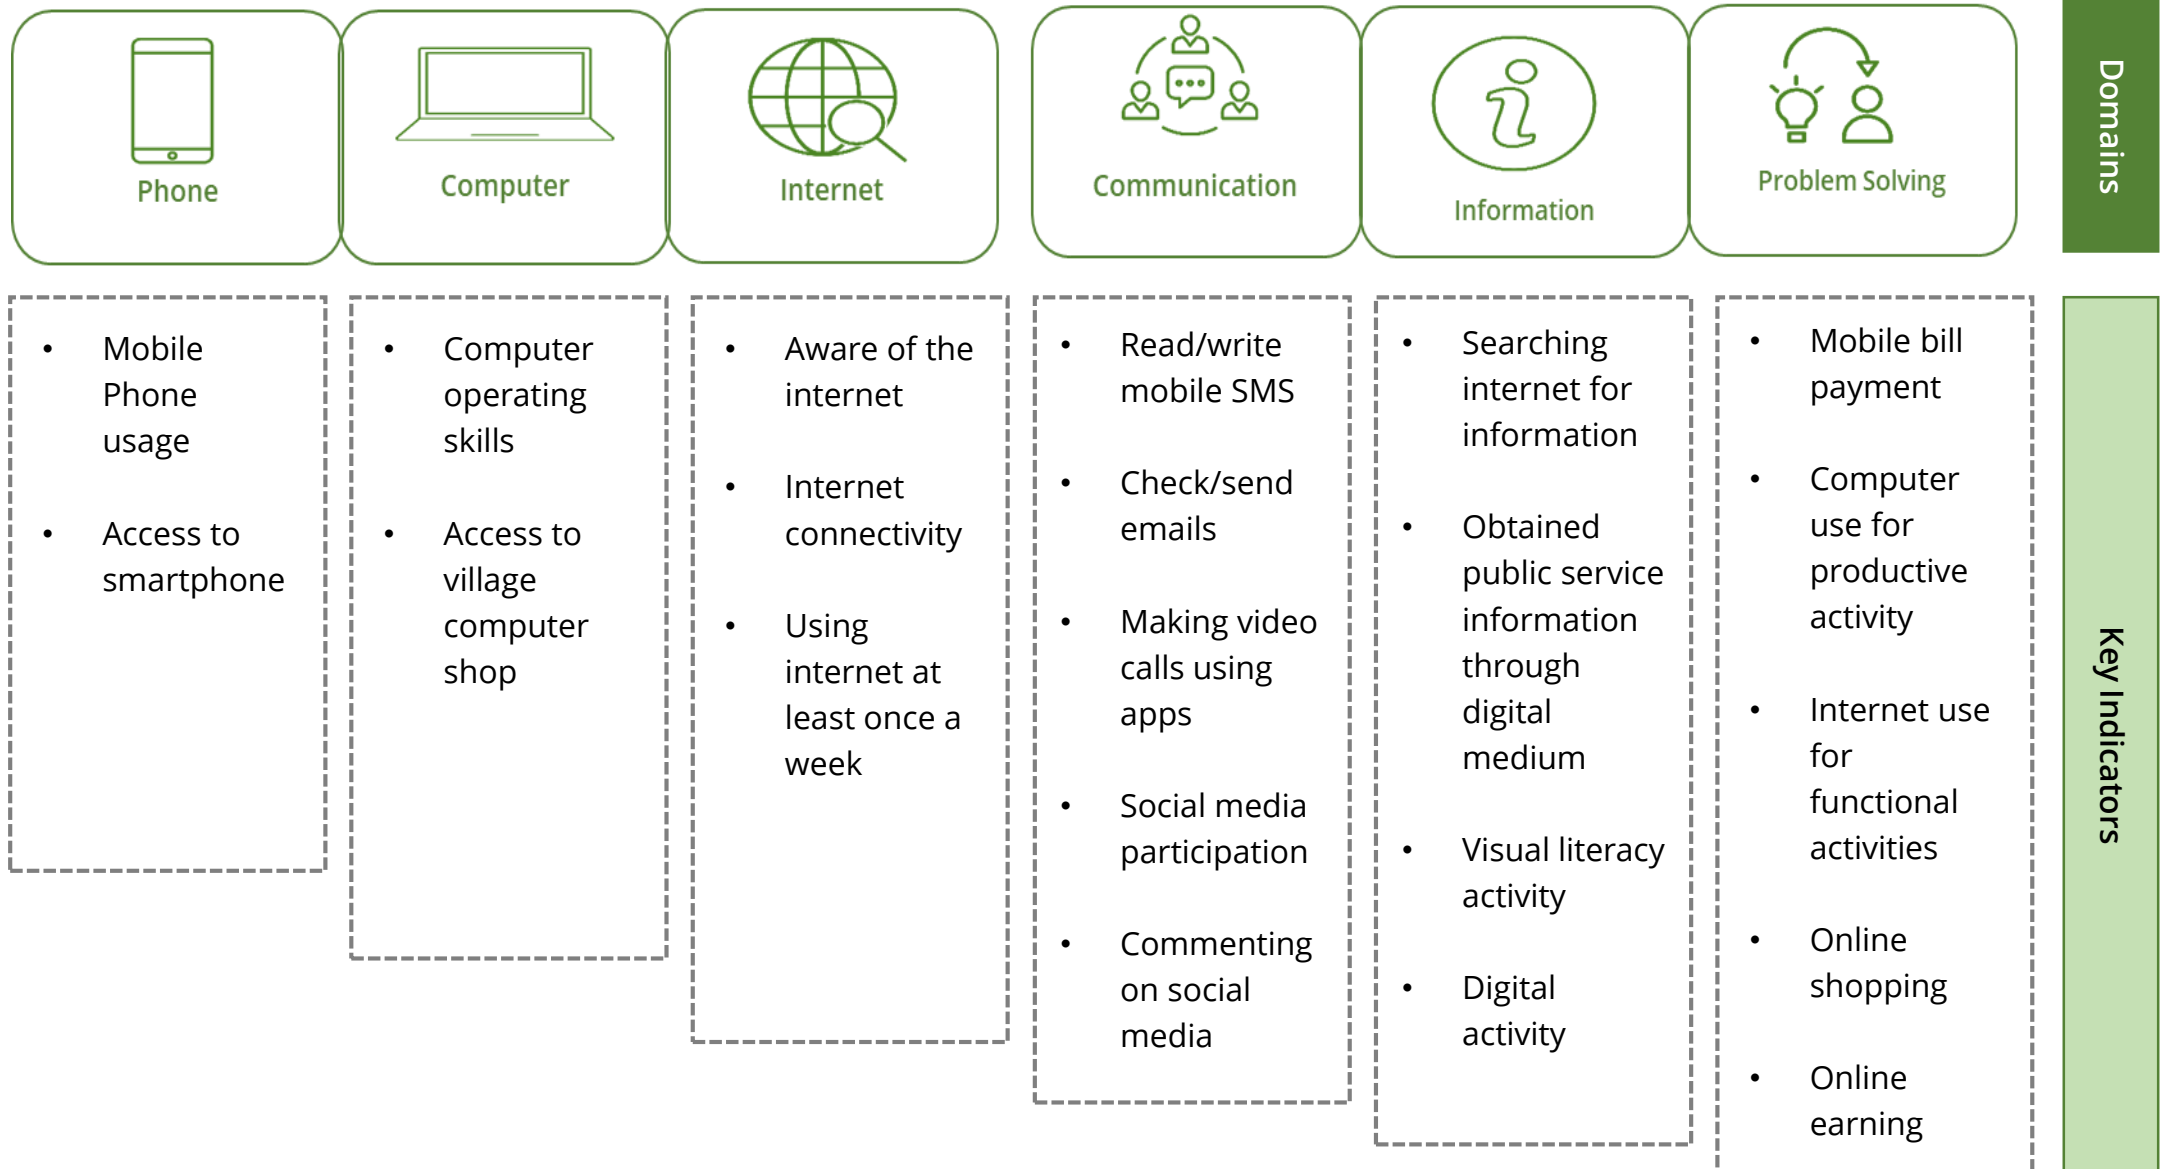 Phone
Computer
Internet
Communication
Information
Problem Solving
Domains
• Mobile
Phone
usage
• Access to
smartphone
• Computer
operating
skills
• Access to
village
computer
shop
• Aware of the
internet
• Internet
connectivity
• Using
internet at
least once a
week
• Read/write
mobile SMS
• Check/send
emails
• Making video
calls using
apps
• Social media
participation
• Commenting
on social
media
• Searching
internet for
information
• Obtained
public service
information
through
digital
medium
• Visual literacy
activity
• Digital
activity
• Mobile bill
payment
• Computer
use for
productive
activity
• Internet use
for
functional
activities
• Online
shopping
• Online
earning
Key Indicators